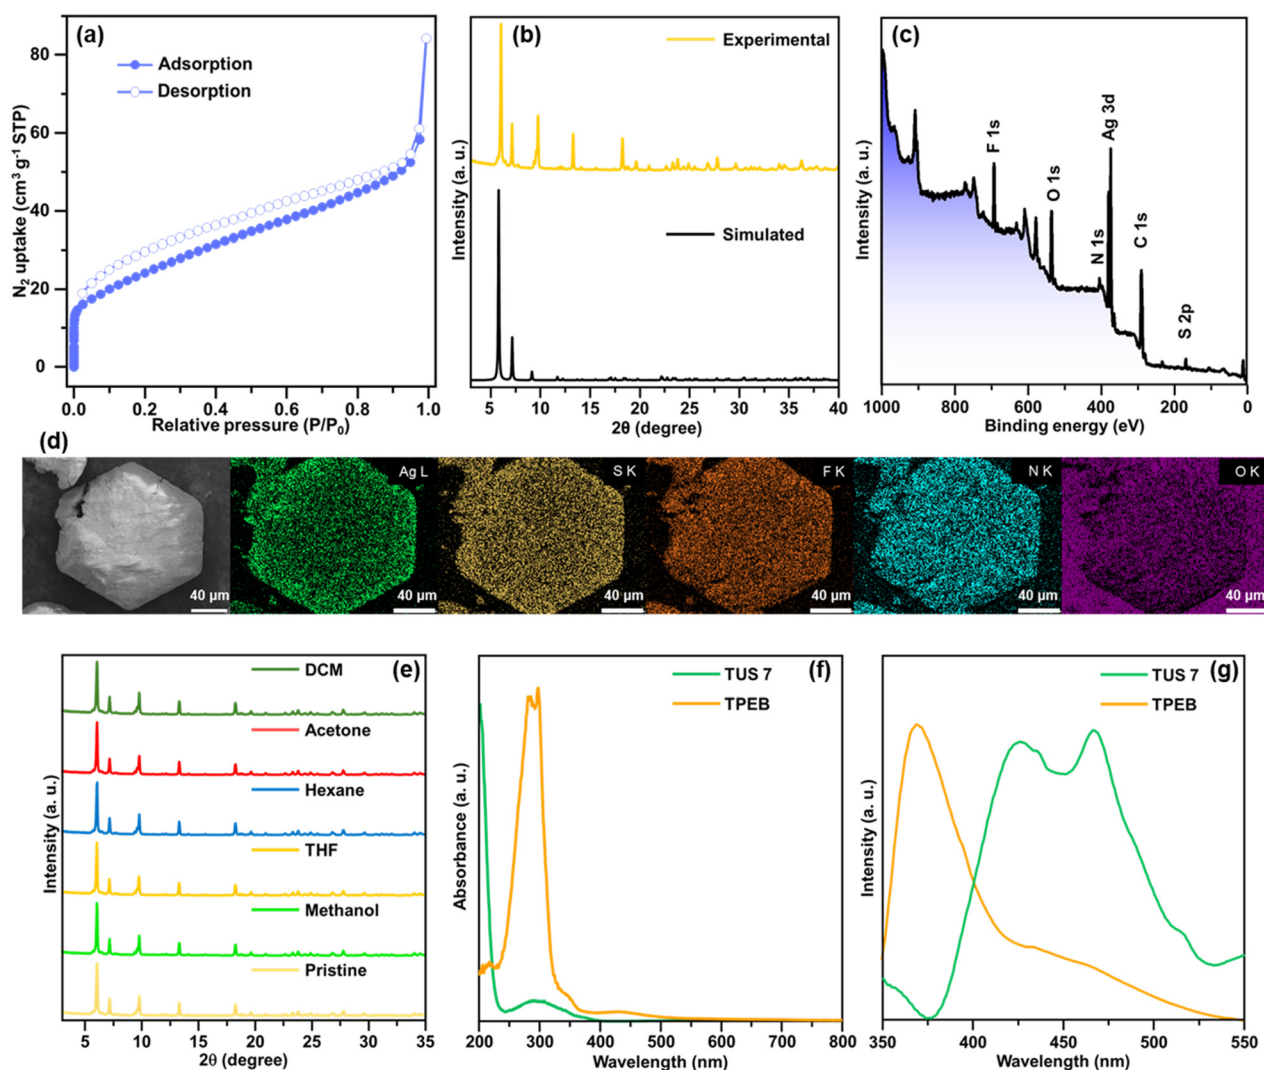 (a)
Adsorption
Desorption
N₂ uptake (cm³ g⁻¹ STP)
80
60
40
20
0
0.0 0.2 0.4 0.6 0.8 1.0
Relative pressure (P/P₀)
(b)
Experimental
Simulated
Intensity (a. u.)
5 10 15 20 25 30 35 40
2θ (degree)
(c)
F 1s
O 1s
N 1s
Ag 3d
C 1s
S 2p
Intensity (a. u.)
1000 800 600 400 200 0
Binding energy (eV)
(d)
Ag L
S K
F K
N K
O K
40 µm
40 µm
40 µm
40 µm
40 µm
40 µm
(e)
DCM
Acetone
Hexane
THF
Methanol
Pristine
Intensity (a. u.)
5 10 15 20 25 30 35
2θ (degree)
(f)
TUS 7
TPEB
Absorbance (a. u.)
200 300 400 500 600 700 800
Wavelength (nm)
(g)
TUS 7
TPEB
Intensity (a. u.)
350 400 450 500 550
Wavelength (nm)